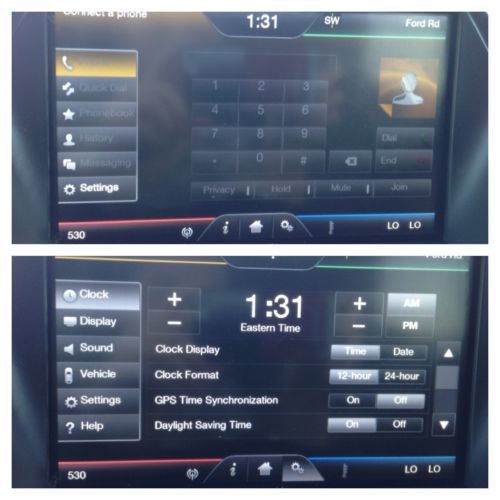 Connect a phone
1:31 SW Ford Rd
Quick Dial
Phonebook
History
Messaging
Settings
1 2 3
4 5 6
7 8 9
* 0 #
Dial
End
Privacy Hold Mute Join
530 LO LO
Clock
Display
Sound
Vehicle
Settings
Help
+ 1:31 + AM
- Eastern Time - PM
Clock Display Time Date
Clock Format 12-hour 24-hour
GPS Time Synchronization On Off
Daylight Saving Time On Off
530 LO LO